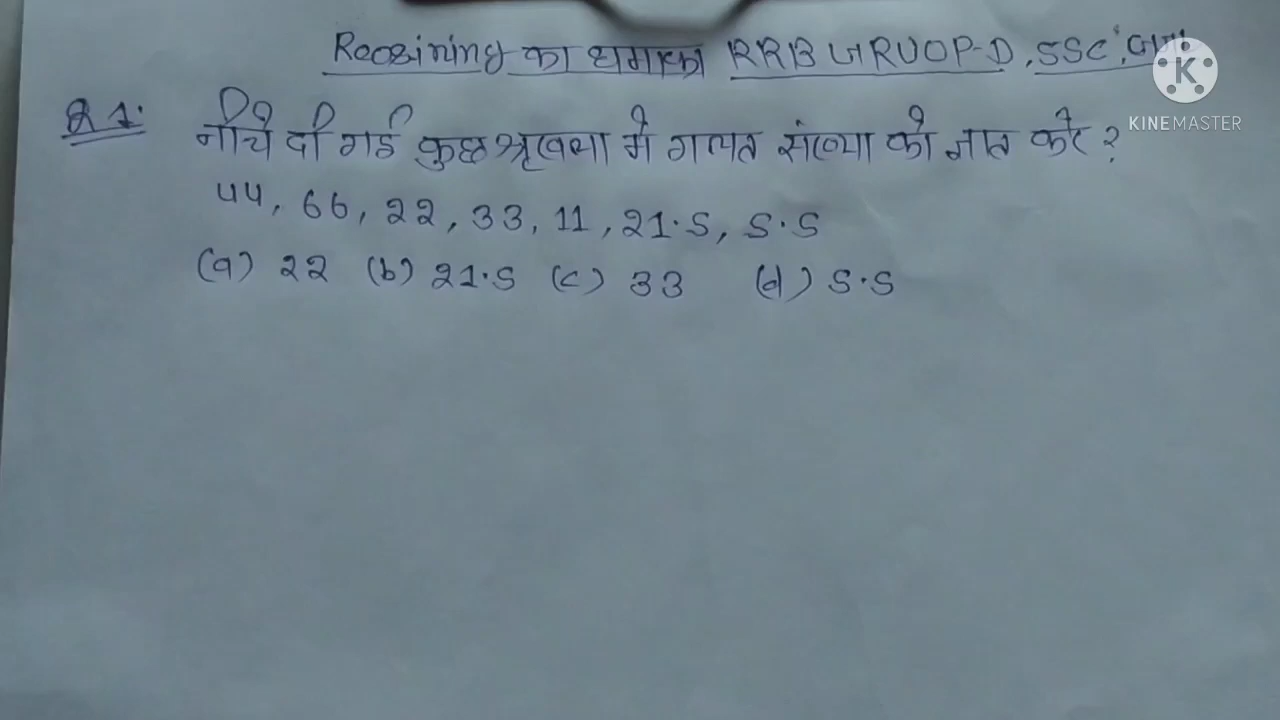 Reosining का धमाका RRB GRUOP-D, SSC,
KINEMASTER
Q 1.
नीचे दी गई कुछ श्रृखला मे गलत संख्या को ज्ञात करे ?
44, 66, 22, 33, 11, 21.5, 5.5
(a) 22 (b) 21.5 (c) 33 (d) 5.5